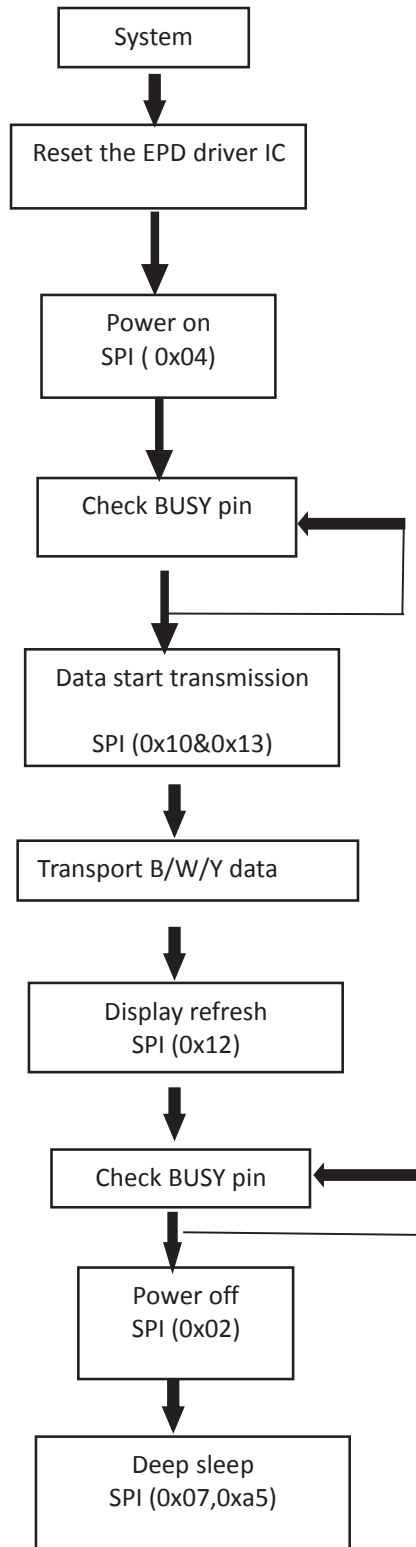 System
Reset the EPD driver IC
Power on
SPI ( 0x04)
Check BUSY pin
Data start transmission
SPI (0x10&0x13)
Transport B/W/Y data
Display refresh
SPI (0x12)
Check BUSY pin
Power off
SPI (0x02)
Deep sleep
SPI (0x07,0xa5)